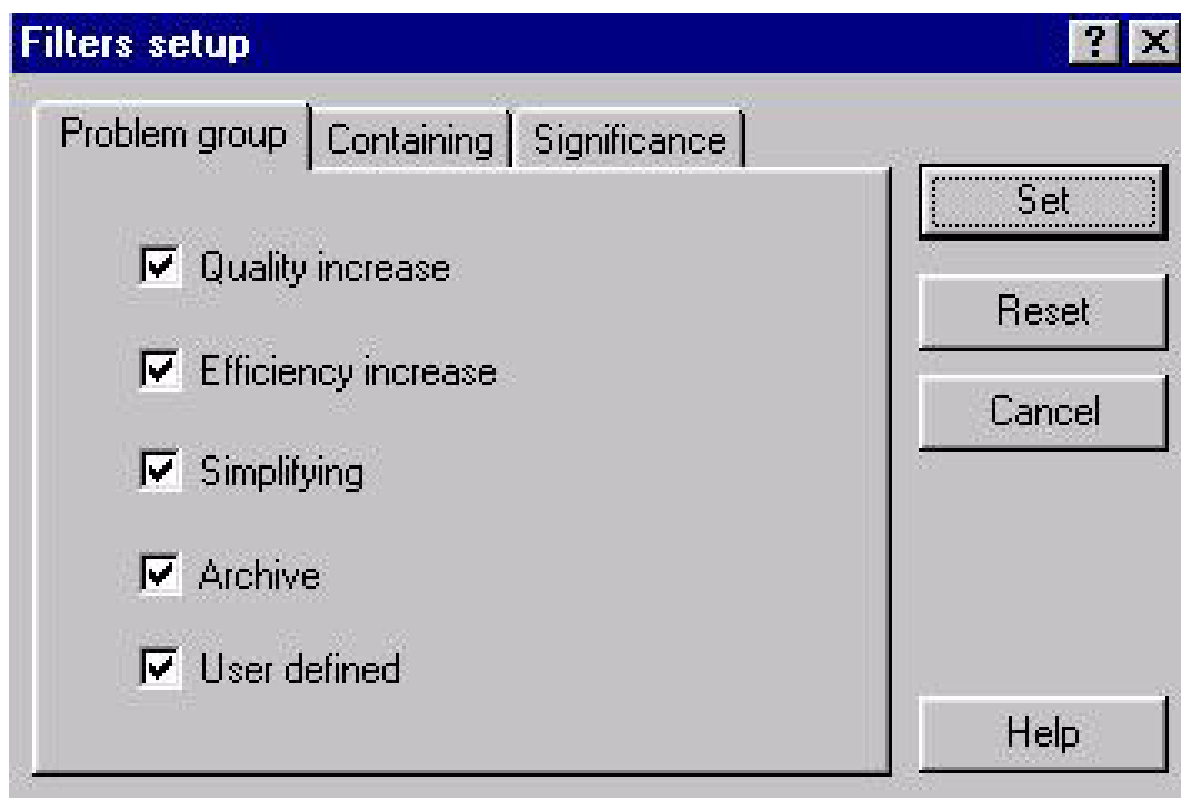 Filters setup
Problem group
Containing
Significance
Quality increase
Efficiency increase
Simplifying
Archive
User defined
Set
Reset
Cancel
Help